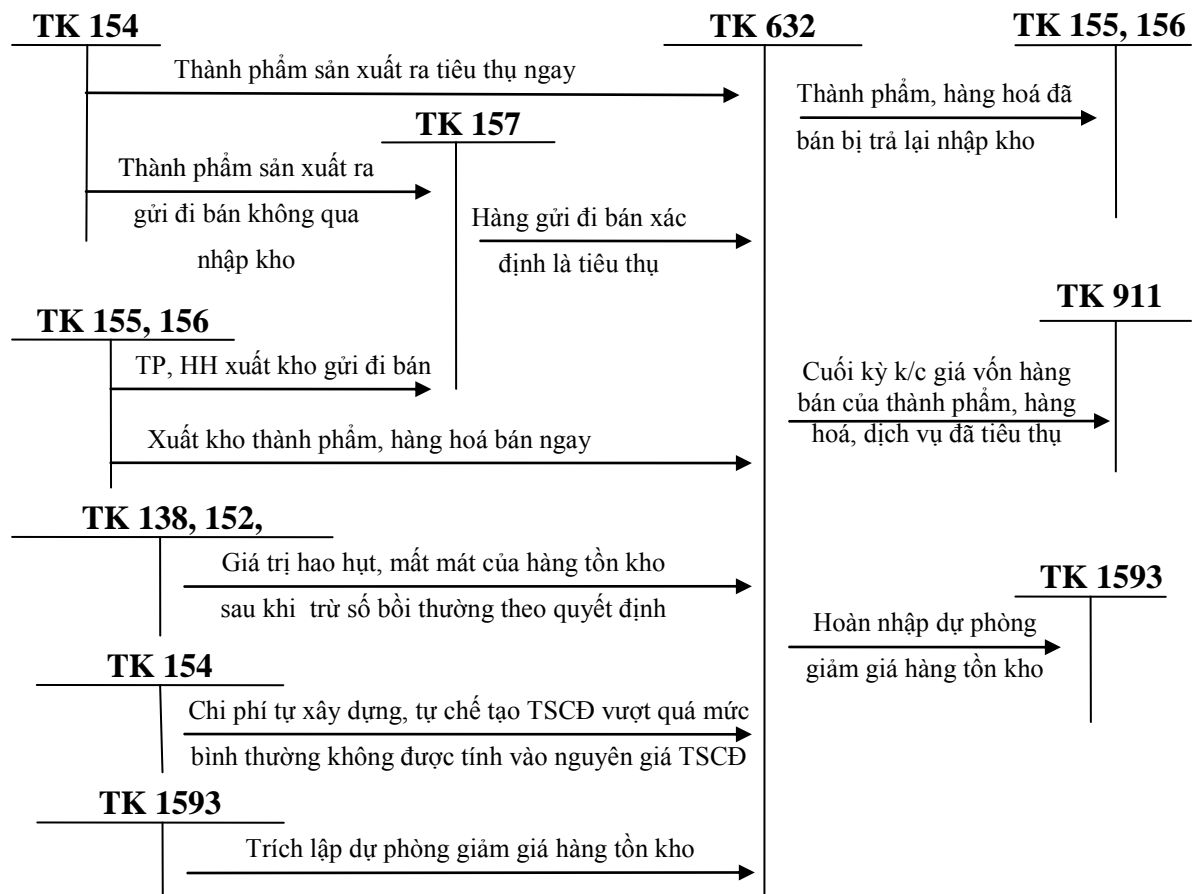 TK 154
TK 632
TK 155, 156
Thành phẩm sản xuất ra tiêu thụ ngay
Thành phẩm, hàng hoá đã
bán bị trả lại nhập kho
TK 157
Thành phẩm sản xuất ra
gửi đi bán không qua
nhập kho
Hàng gửi đi bán xác
định là tiêu thụ
TK 911
TK 155, 156
TP, HH xuất kho gửi đi bán
Cuối kỳ k/c giá vốn hàng
bán của thành phẩm, hàng
hoá, dịch vụ đã tiêu thụ
Xuất kho thành phẩm, hàng hoá bán ngay
TK 138, 152,
Giá trị hao hụt, mất mát của hàng tồn kho
sau khi trừ số bồi thường theo quyết định
TK 1593
Hoàn nhập dự phòng
giảm giá hàng tồn kho
TK 154
Chi phí tự xây dựng, tự chế tạo TSCĐ vượt quá mức
bình thường không được tính vào nguyên giá TSCĐ
TK 1593
Trích lập dự phòng giảm giá hàng tồn kho